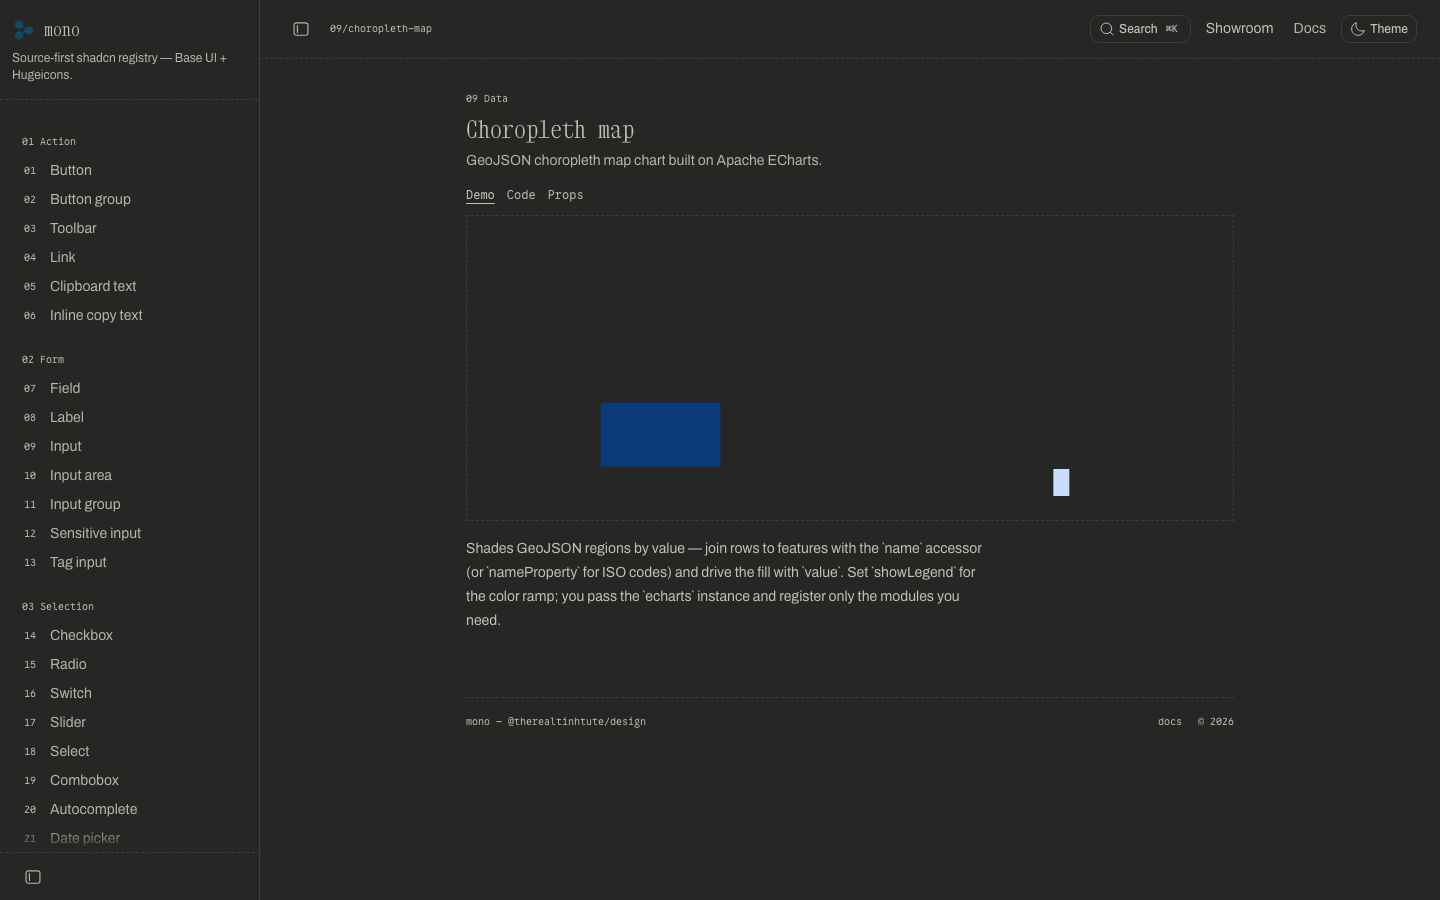 mono
Source-first shadcn registry — Base UI +
Hugeicons.
01 Action
01 Button
02 Button group
03 Toolbar
04 Link
05 Clipboard text
06 Inline copy text
02 Form
07 Field
08 Label
09 Input
10 Input area
11 Input group
12 Sensitive input
13 Tag input
03 Selection
14 Checkbox
15 Radio
16 Switch
17 Slider
18 Select
19 Combobox
20 Autocomplete
21 Date picker
09/choropleth-map
Search ⌘K
Showroom
Docs
Theme
09 Data
Choropleth map
GeoJSON choropleth map chart built on Apache ECharts.
Demo Code Props
Shades GeoJSON regions by value — join rows to features with the `name` accessor
(or `nameProperty` for ISO codes) and drive the fill with `value`. Set `showLegend` for
the color ramp; you pass the `echarts` instance and register only the modules you
need.
mono — @therealtinhtute/design
docs © 2026